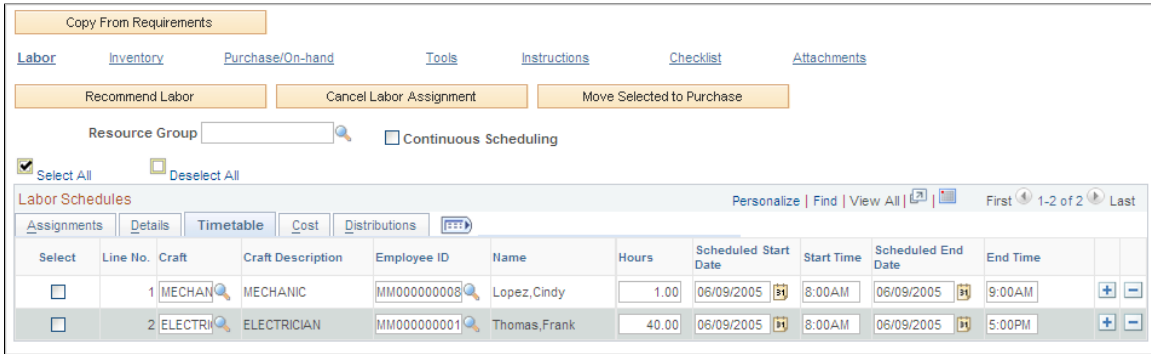 Copy From Requirements
Labor Inventory Purchase/On-hand Tools Instructions Checklist Attachments
Recommend Labor Cancel Labor Assignment Move Selected to Purchase
Resource Group Continuous Scheduling
Select All Deselect All
Labor Schedules Personalize | Find | View All | | First 1-2 of 2 Last
Assignments Details Timetable Cost Distributions
Select Line No. Craft Craft Description Employee ID Name Hours Scheduled Start Date Start Time Scheduled End Date End Time
1 MECHAN MECHANIC MM000000008 Lopez,Cindy 1.00 06/09/2005 8:00AM 06/09/2005 9:00AM
2 ELECTRI ELECTRICIAN MM000000001 Thomas,Frank 40.00 06/09/2005 8:00AM 06/09/2005 5:00PM